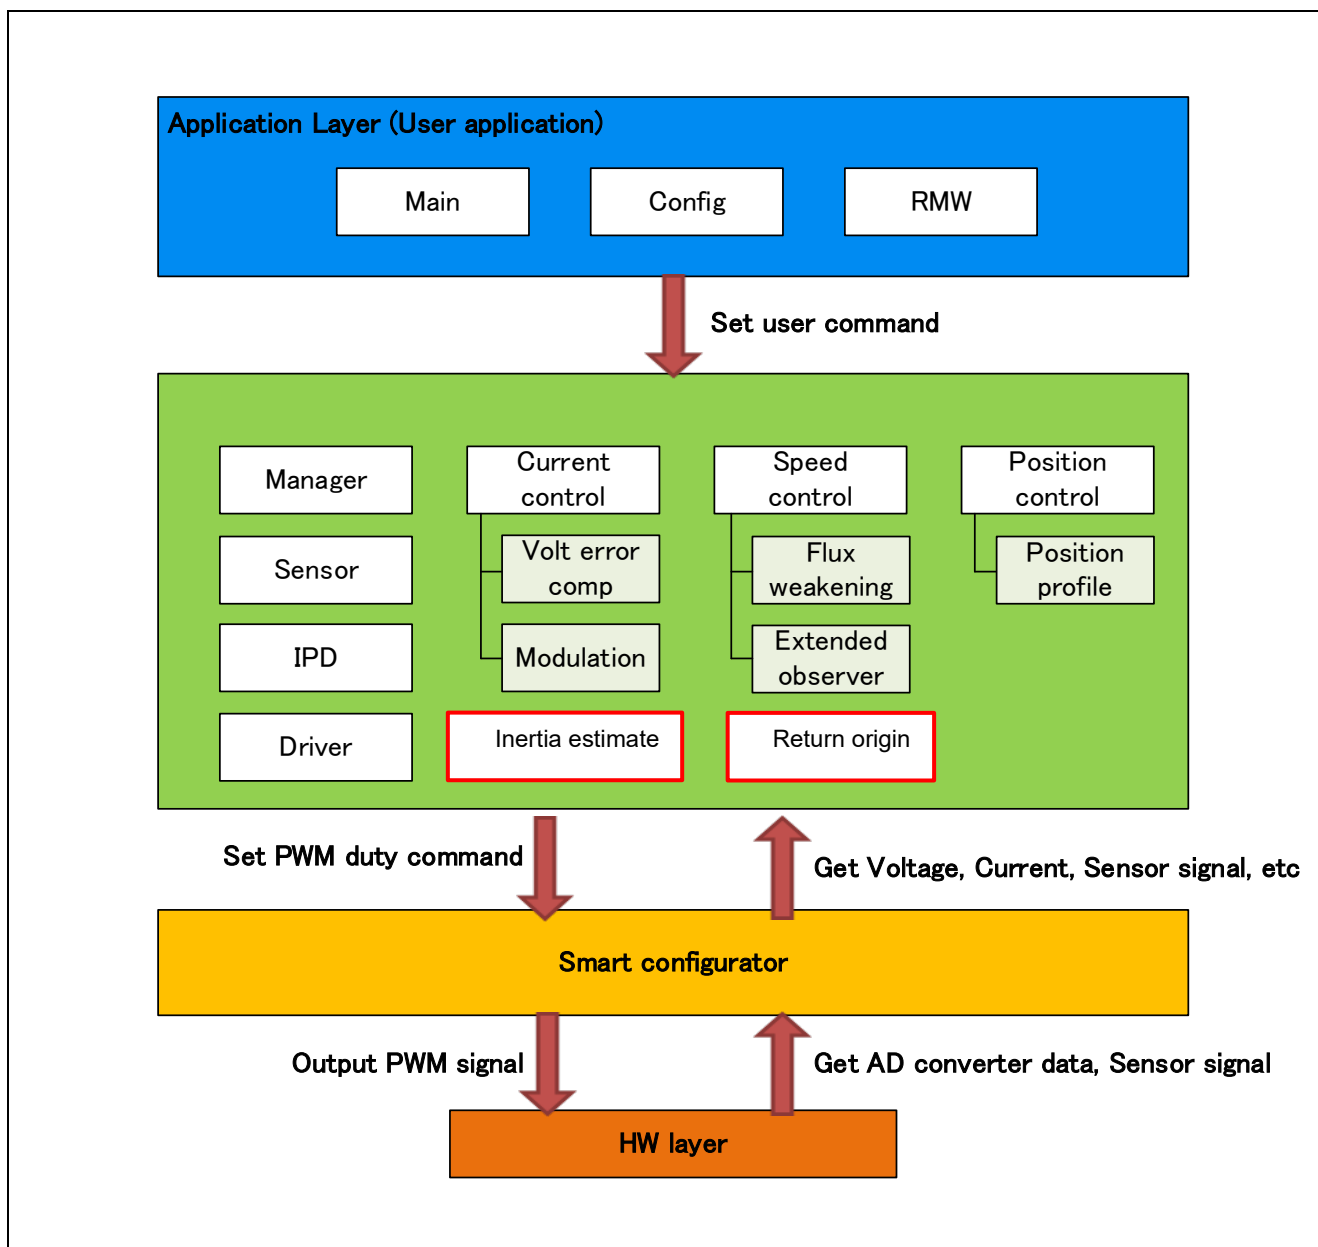 Application Layer (User application)
Main
Config
RMW
Set user command
Manager
Current
control
Speed
control
Position
control
Sensor
Volt error
comp
Flux
weakening
Position
profile
IPD
Modulation
Extended
observer
Driver
Inertia estimate
Return origin
Set PWM duty command
Get Voltage, Current, Sensor signal, etc
Smart configurator
Output PWM signal
Get AD converter data, Sensor signal
HW layer